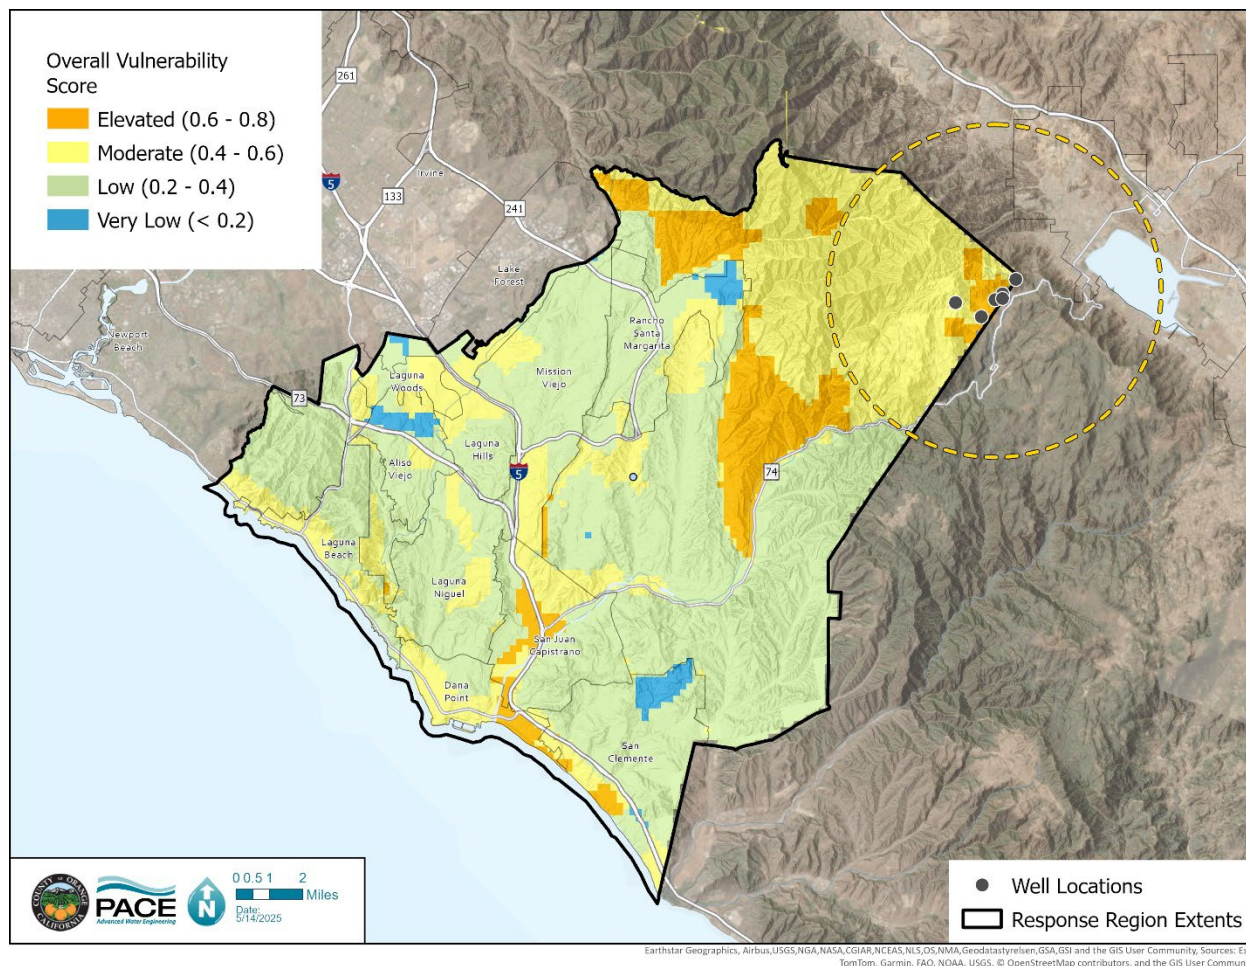 Overall Vulnerability
Score
Elevated (0.6 - 0.8)
Moderate (0.4 - 0.6)
Low (0.2 - 0.4)
Very Low (< 0.2)
261
5
133
Irvine
241
Lake
Forest
Newport
Beach
Rancho
Santa
Margarita
Mission
Viejo
Laguna
Woods
73
Laguna
Hills
Aliso
Viejo
5
74
Laguna
Beach
Laguna
Niguel
San Juan
Capistrano
Dana
Point
San
Clemente
COUNTY OF ORANGE
CALIFORNIA
PACE
Advanced Water Engineering
N
0 0.5 1 2
Miles
Date:
5/14/2025
Well Locations
Response Region Extents
Earthstar Geographics, Airbus,USGS,NGA,NASA,CGIAR,NCEAS,NLS,OS,NMA,Geodatastyrelsen,GSA,GSI and the GIS User Community, Sources: Es
TomTom, Garmin, FAO, NOAA, USGS, © OpenStreetMap contributors, and the GIS User Commun